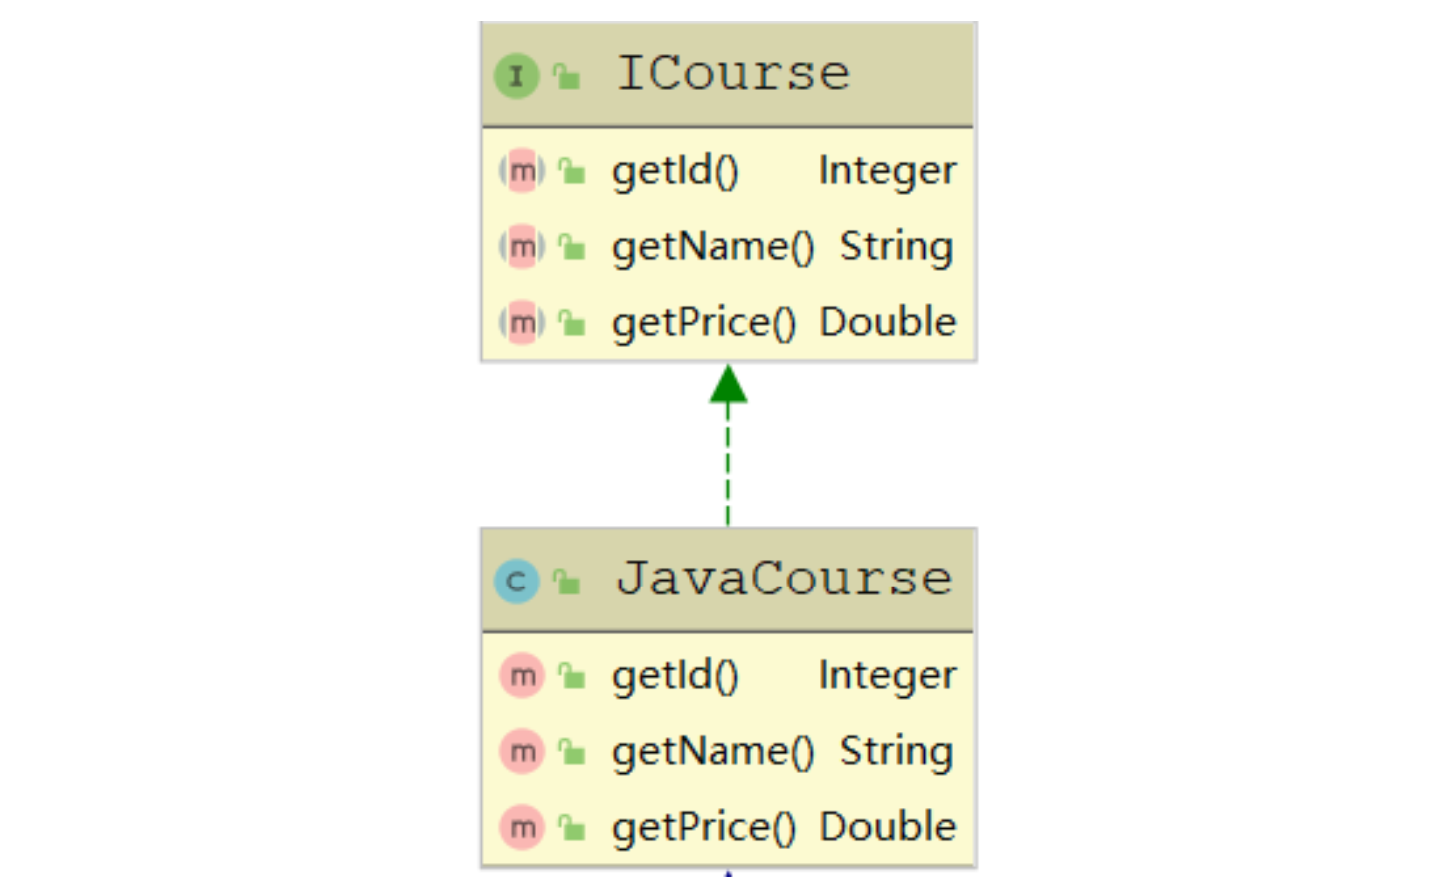 I ICourse
m getId() Integer
m getName() String
m getPrice() Double
C JavaCourse
m getId() Integer
m getName() String
m getPrice() Double